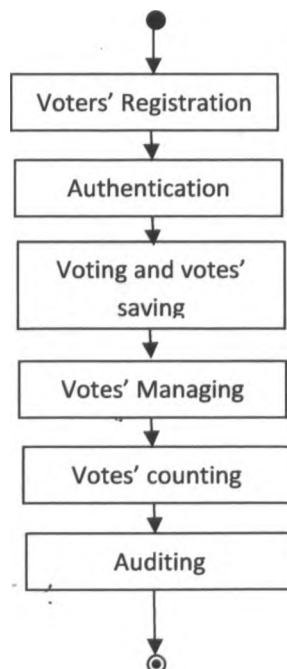 Voters' Registration
Authentication
Voting and votes'
saving
Votes' Managing
Votes' counting
Auditing